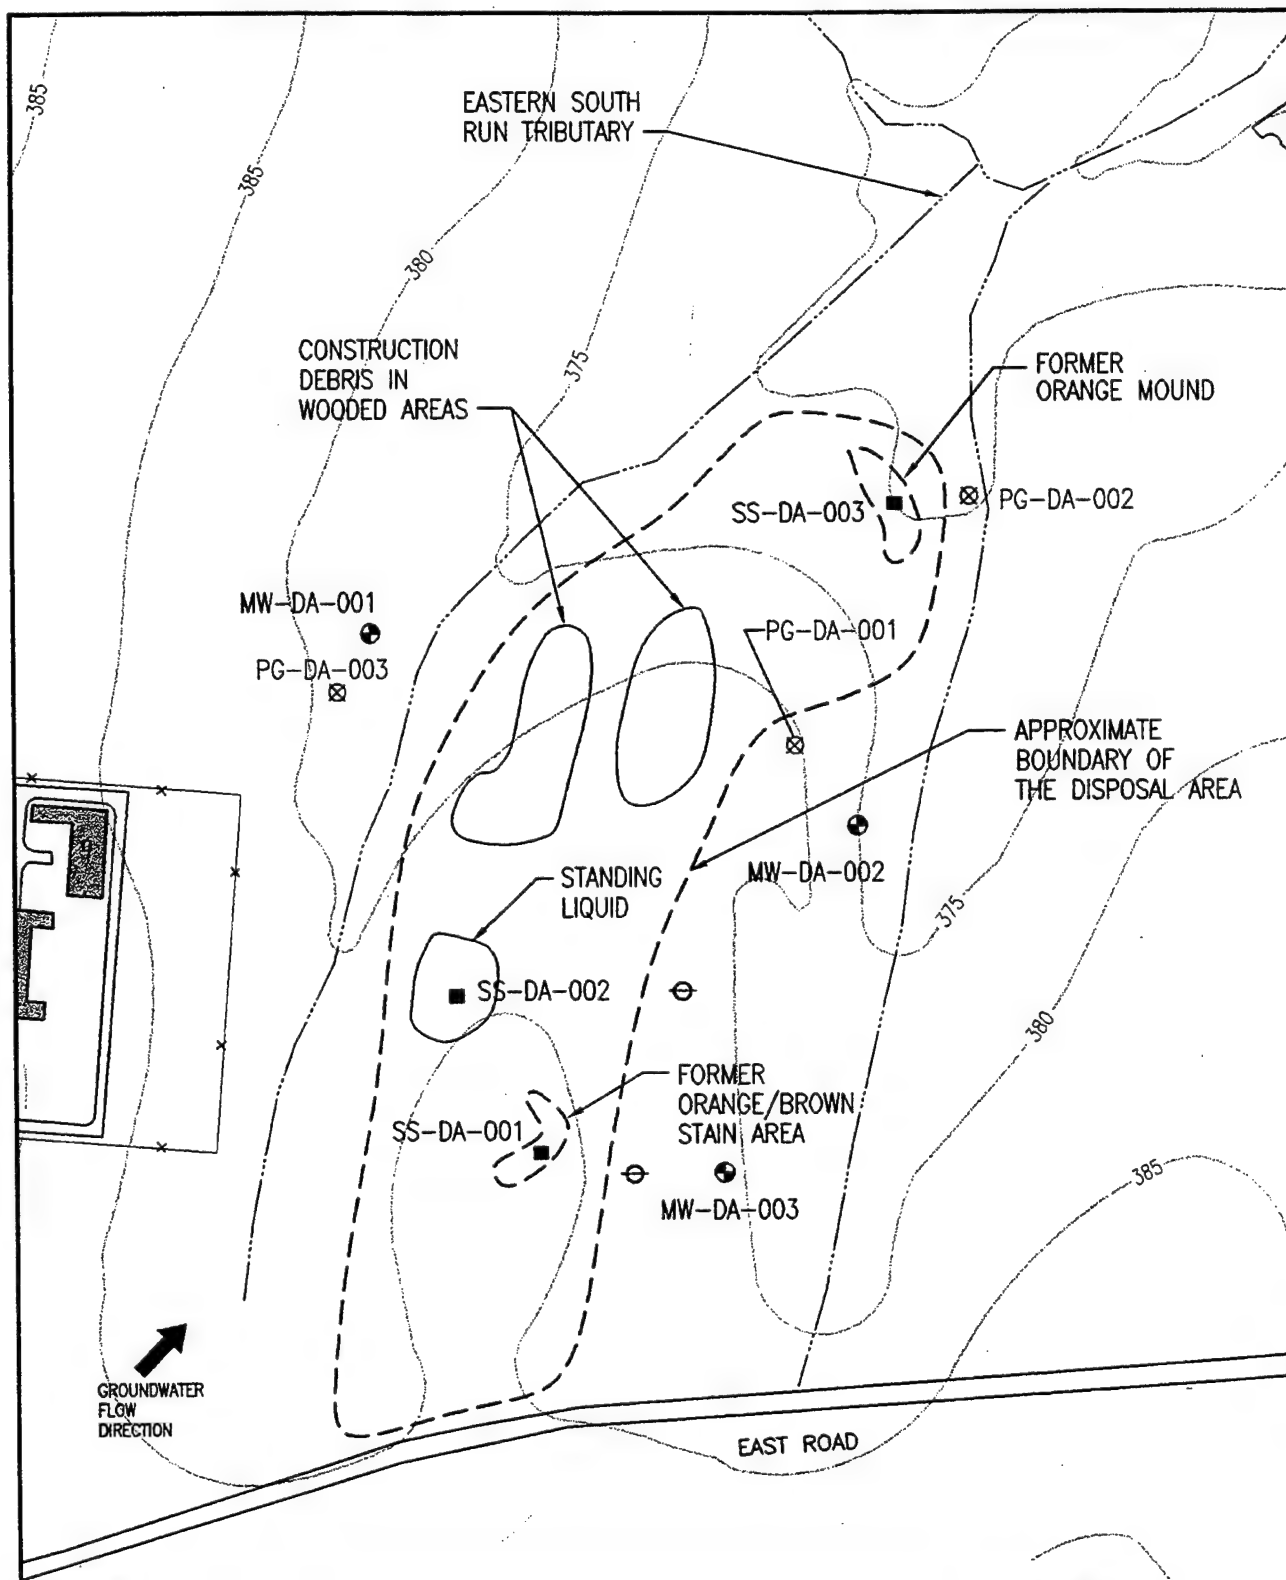 385
EASTERN SOUTH
RUN TRIBUTARY
385
380
CONSTRUCTION
DEBRIS IN
WOODED AREAS
375
FORMER
ORANGE MOUND
SS-DA-003
PG-DA-002
MW-DA-001
PG-DA-001
PG-DA-003
APPROXIMATE
BOUNDARY OF
THE DISPOSAL AREA
MW-DA-002
STANDING
LIQUID
375
SS-DA-002
380
FORMER
ORANGE/BROWN
STAIN AREA
SS-DA-001
385
MW-DA-003
GROUNDWATER
FLOW
DIRECTION
EAST ROAD